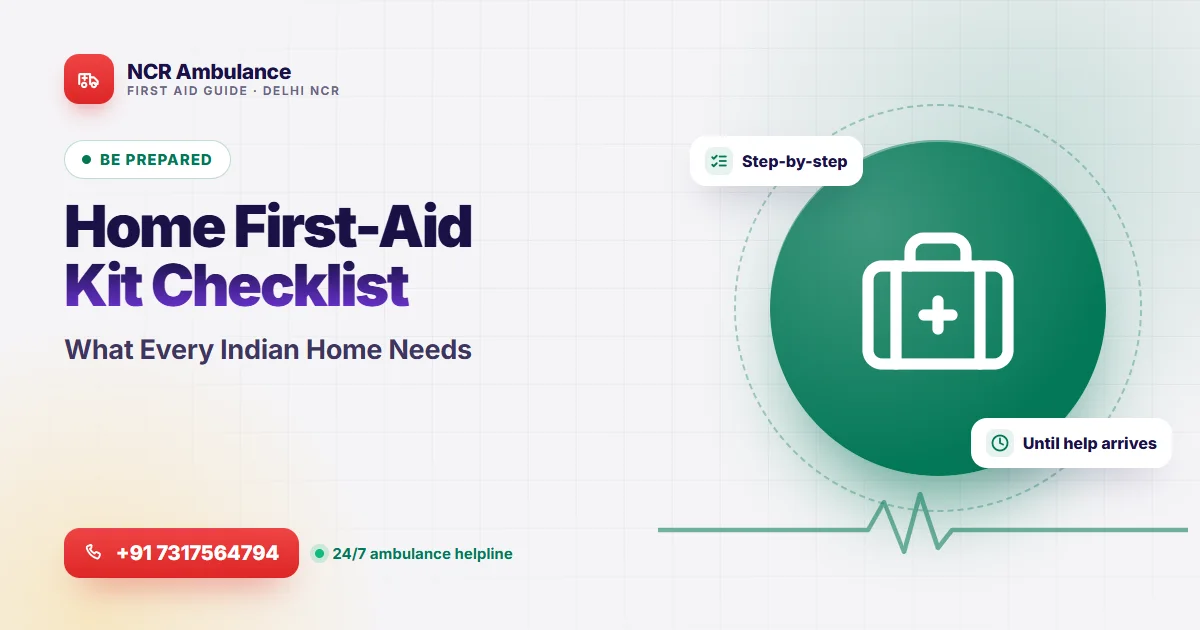 NCR Ambulance
FIRST AID GUIDE · DELHI NCR
BE PREPARED
Home First-Aid
Kit Checklist
What Every Indian Home Needs
Step-by-step
Until help arrives
+91 7317564794
24/7 ambulance helpline